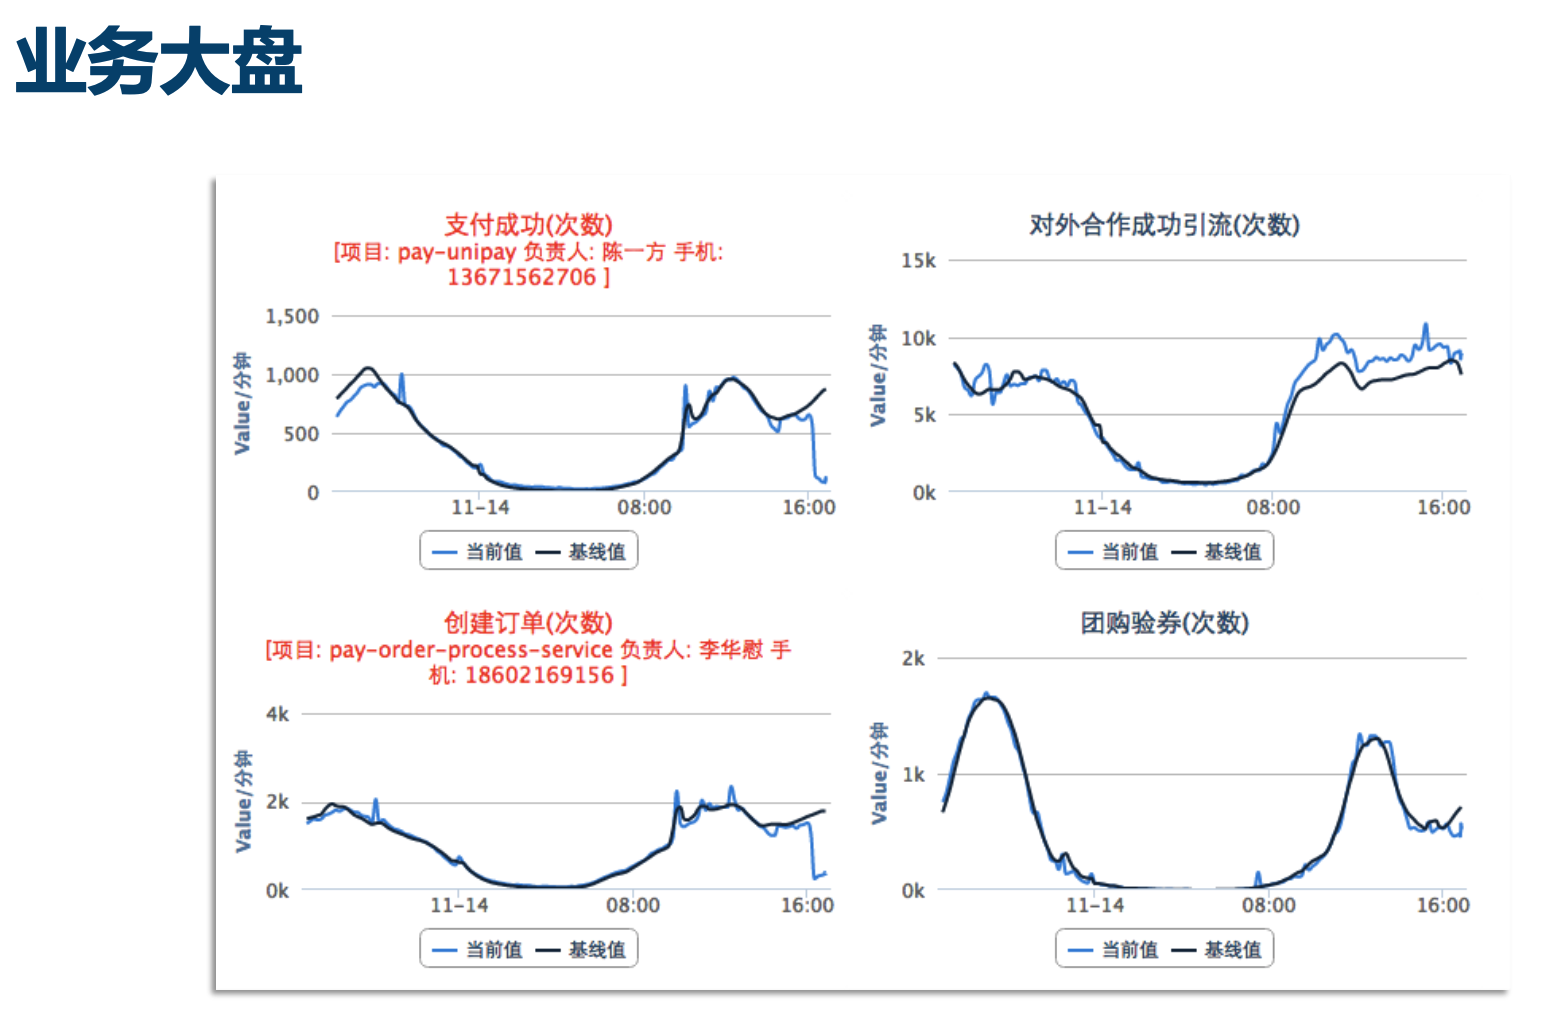 业务大盘
支付成功(次数)
[项目: pay-unipay 负责人: 陈一方 手机:
13671562706 ]
1,500
1,000
500
0
Value/分钟
11-14
08:00
16:00
当前值
基线值
对外合作成功引流(次数)
15k
10k
5k
0k
Value/分钟
11-14
08:00
16:00
当前值
基线值
创建订单(次数)
[项目: pay-order-process-service 负责人: 李华慰 手
机: 18602169156 ]
4k
2k
0k
Value/分钟
11-14
08:00
16:00
当前值
基线值
团购验券(次数)
2k
1k
0k
Value/分钟
11-14
08:00
16:00
当前值
基线值